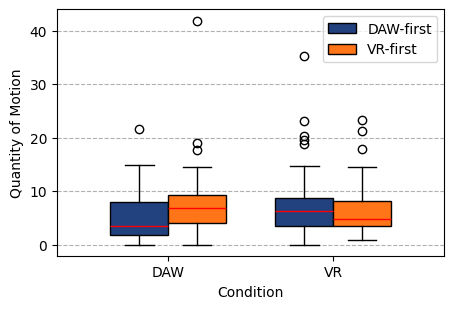 Quantity of Motion
40
30
20
10
0
DAW-first
VR-first
DAW
VR
Condition